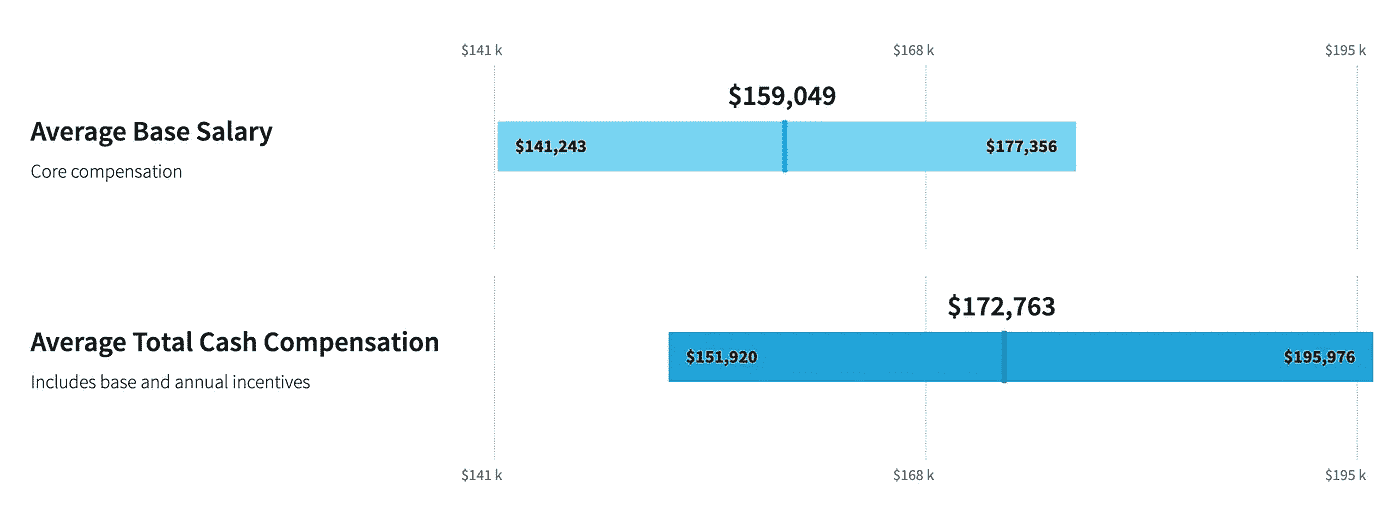 $141 k $168 k $195 k
$159,049
Average Base Salary
$141,243 $177,356
Core compensation
$172,763
Average Total Cash Compensation
$151,920 $195,976
Includes base and annual incentives
$141 k $168 k $195 k